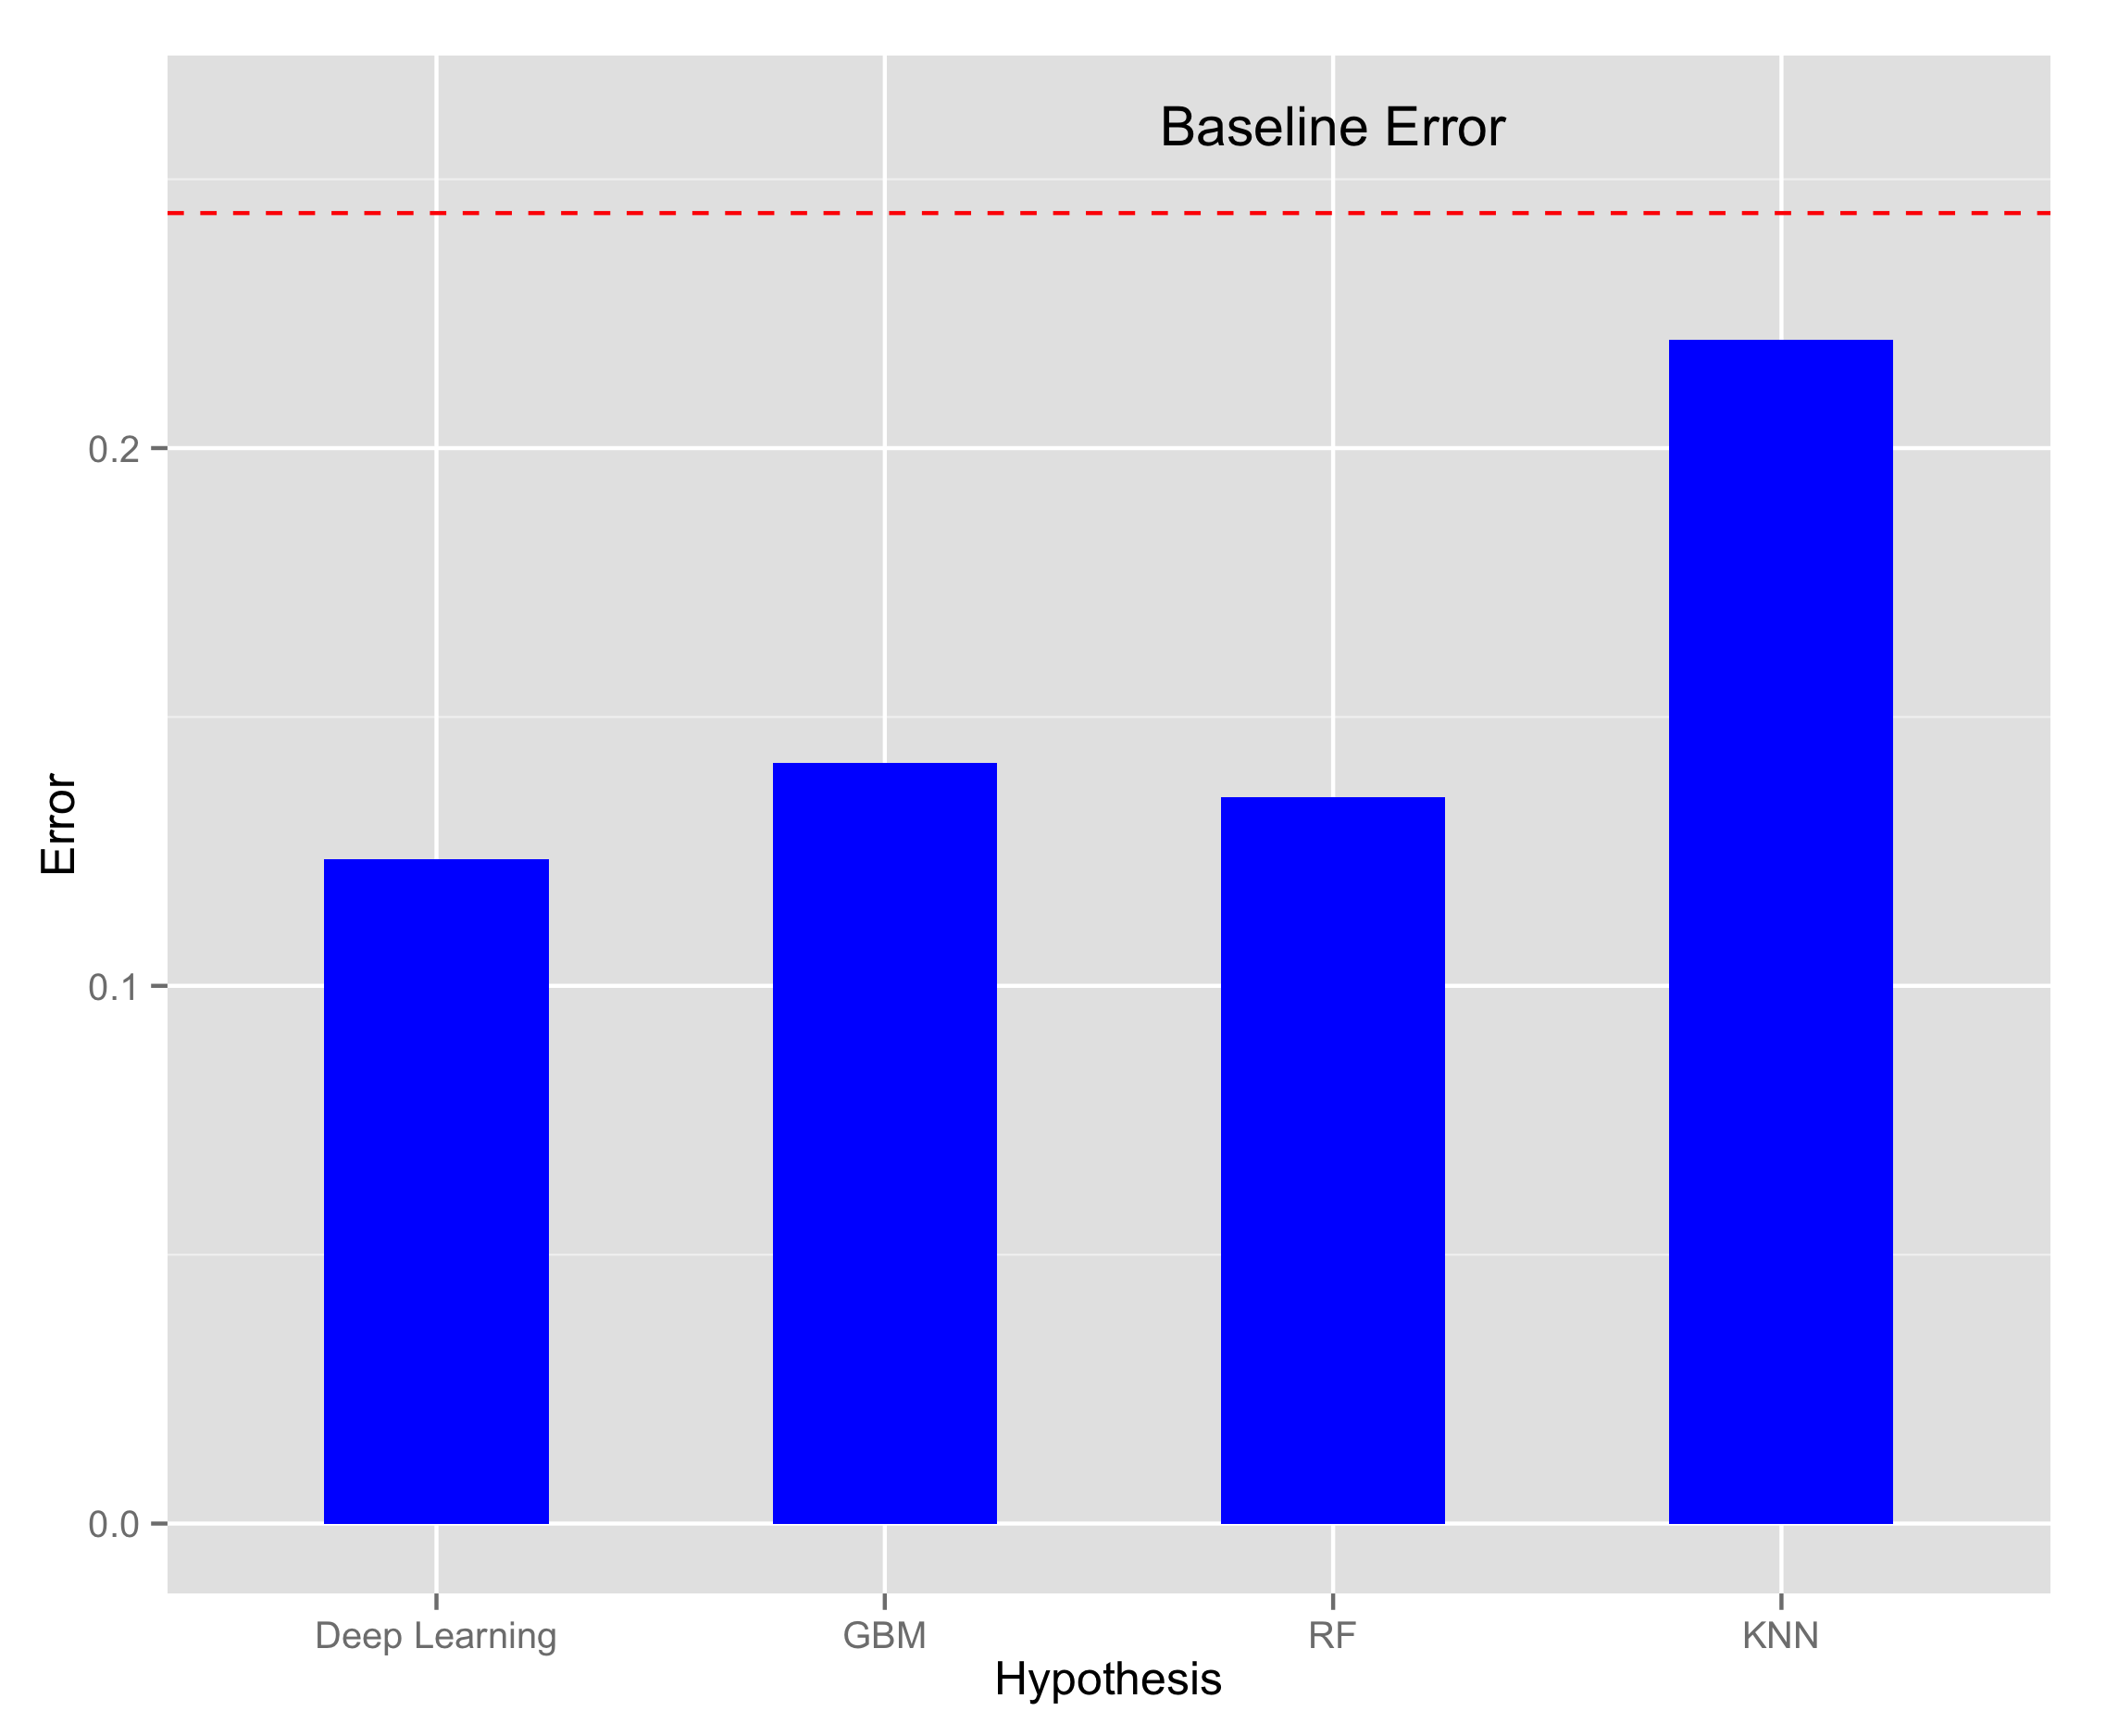 Baseline Error
Error
0.2
0.1
0.0
Deep Learning GBM RF KNN
Hypothesis